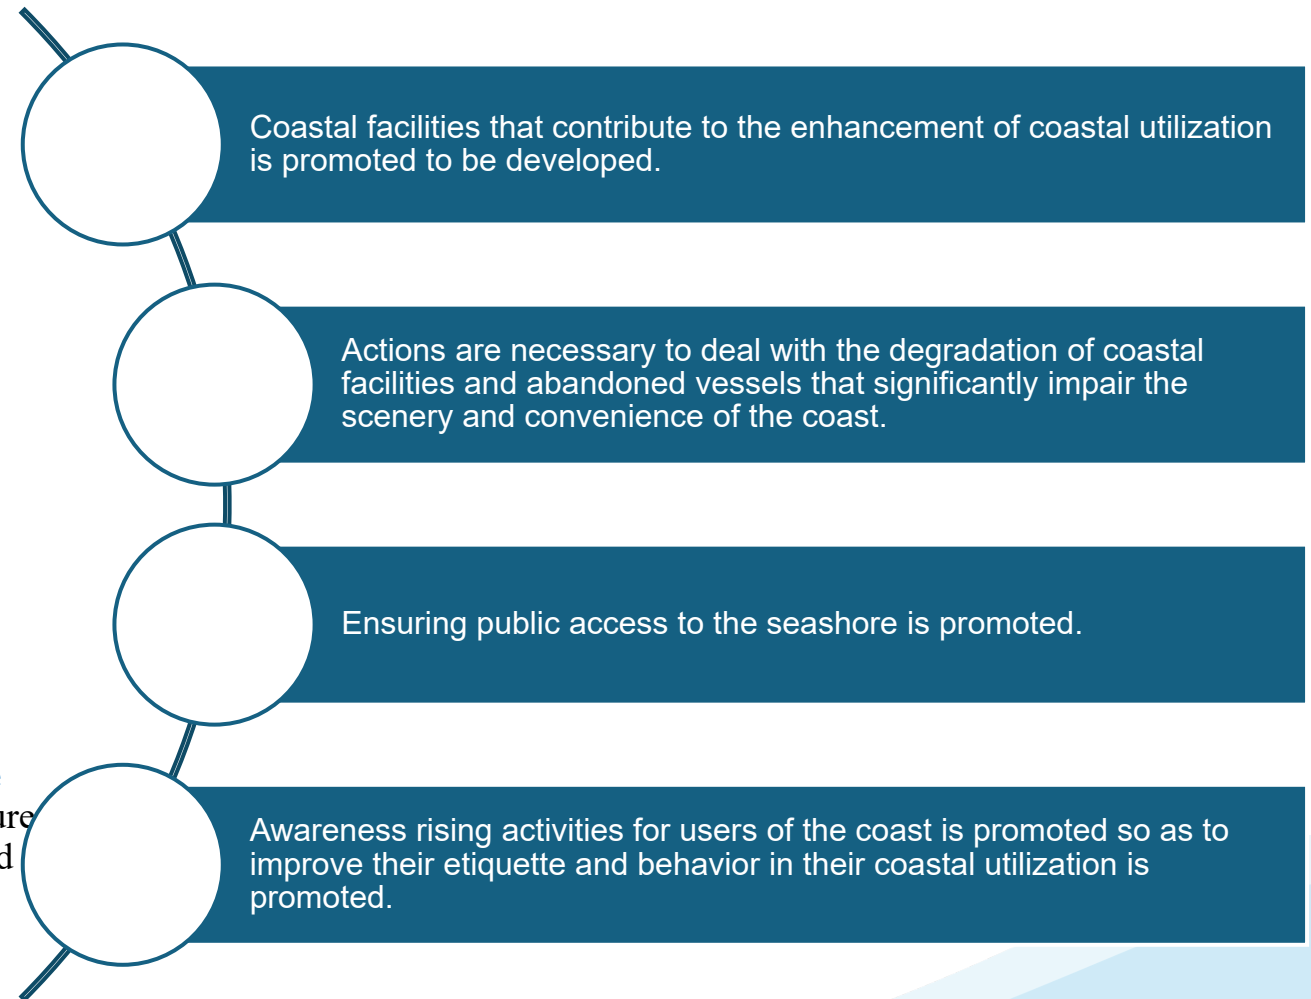 Coastal facilities that contribute to the enhancement of coastal utilization
is promoted to be developed.
Actions are necessary to deal with the degradation of coastal
facilities and abandoned vessels that significantly impair the
scenery and convenience of the coast.
Ensuring public access to the seashore is promoted.
Awareness rising activities for users of the coast is promoted so as to
improve their etiquette and behavior in their coastal utilization is
promoted.